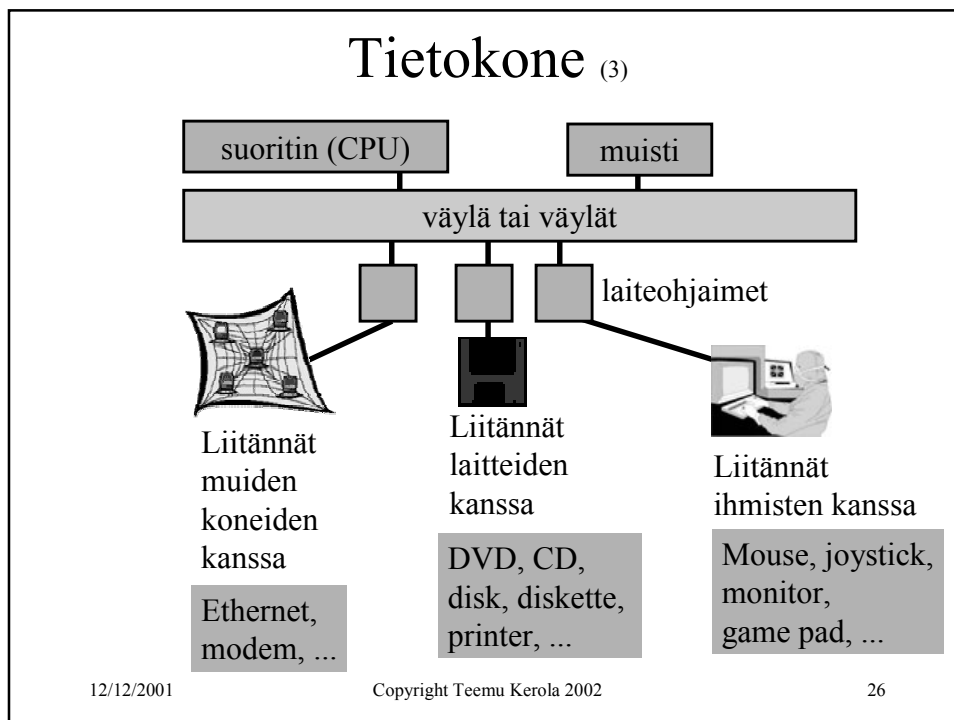 Tietokone (3)
suoritin (CPU)
muisti
väylä tai väylät
laiteohjaimet
Liitännät
muiden
koneiden
kanssa
Ethernet,
modem, ...
Liitännät
laitteiden
kanssa
DVD, CD,
disk, diskette,
printer, ...
Liitännät
ihmisten kanssa
Mouse, joystick,
monitor,
game pad, ...
12/12/2001
Copyright Teemu Kerola 2002
26